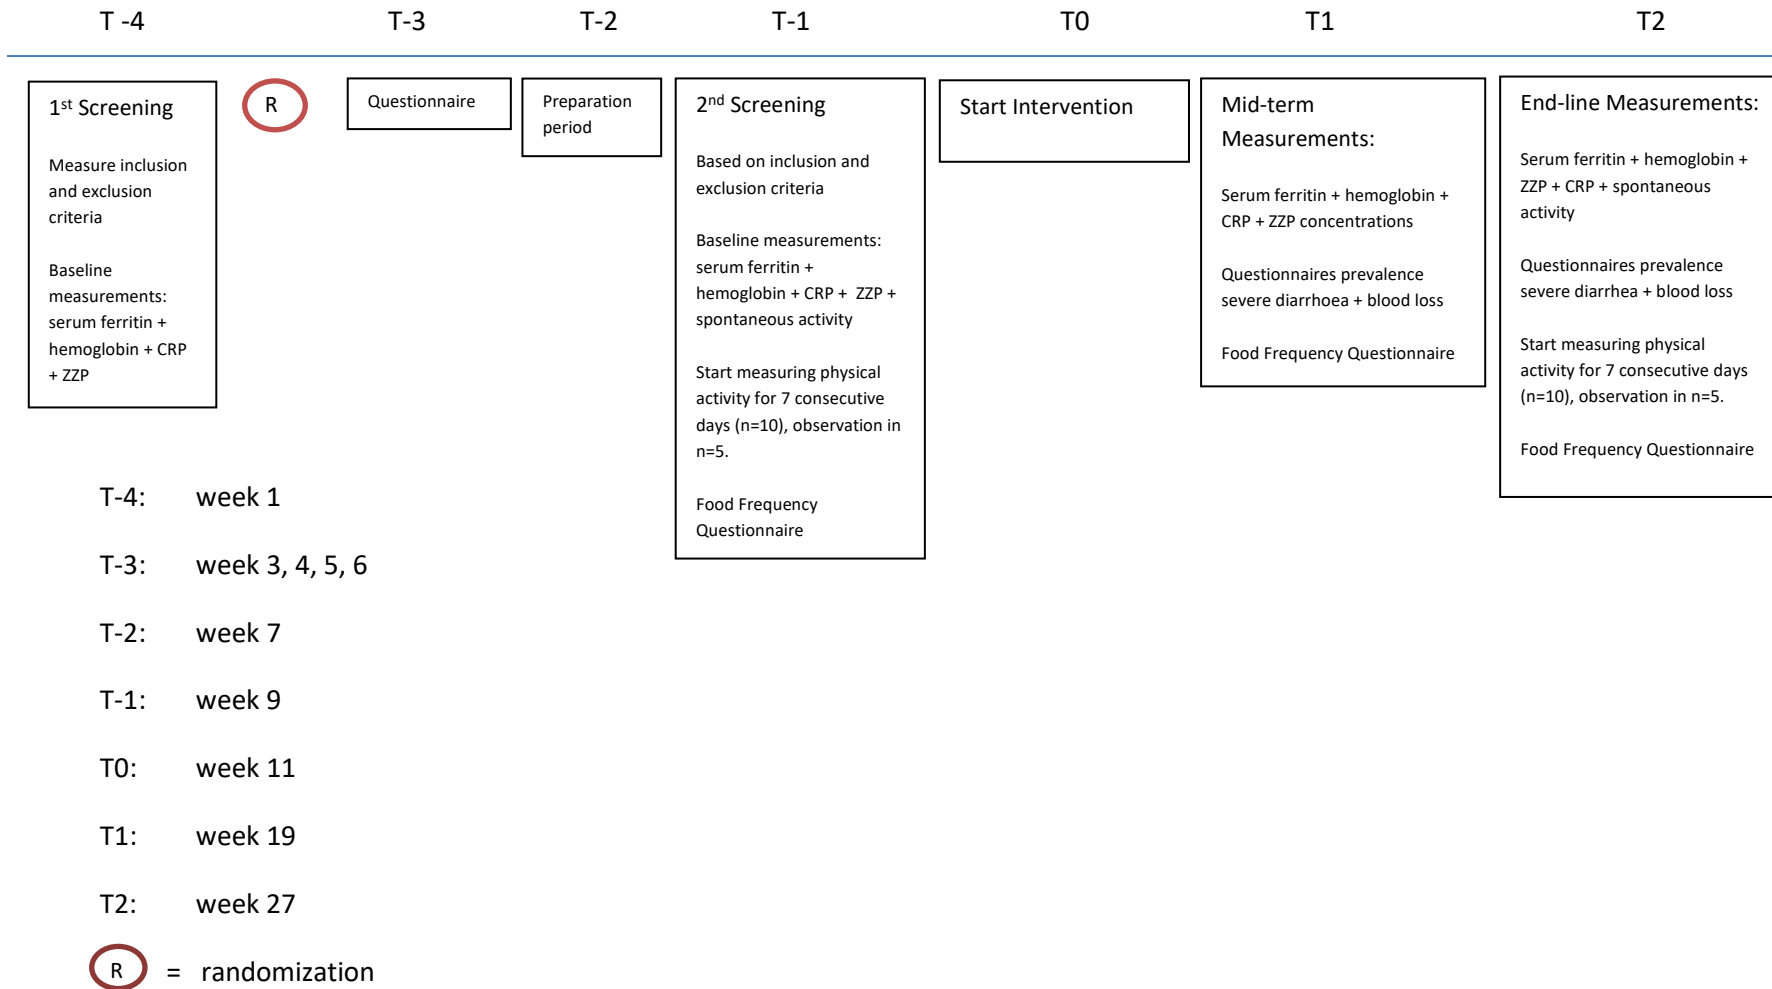 T -4
T-3
T-2
T-1
T0
T1
T2
1st Screening
Measure inclusion
and exclusion
criteria
Baseline
measurements:
serum ferritin +
hemoglobin + CRP
+ ZZP
R
Questionnaire
Preparation
period
2nd Screening
Based on inclusion and
exclusion criteria
Baseline measurements:
serum ferritin +
hemoglobin + CRP + ZZP +
spontaneous activity
Start measuring physical
activity for 7 consecutive
days (n=10), observation in
n=5.
Food Frequency
Questionnaire
Start Intervention
Mid-term
Measurements:
Serum ferritin + hemoglobin +
CRP + ZZP concentrations
Questionnaires prevalence
severe diarrhoea + blood loss
Food Frequency Questionnaire
End-line Measurements:
Serum ferritin + hemoglobin +
ZZP + CRP + spontaneous
activity
Questionnaires prevalence
severe diarrhea + blood loss
Start measuring physical
activity for 7 consecutive days
(n=10), observation in n=5.
Food Frequency Questionnaire
T-4: week 1
T-3: week 3, 4, 5, 6
T-2: week 7
T-1: week 9
T0: week 11
T1: week 19
T2: week 27
R = randomization